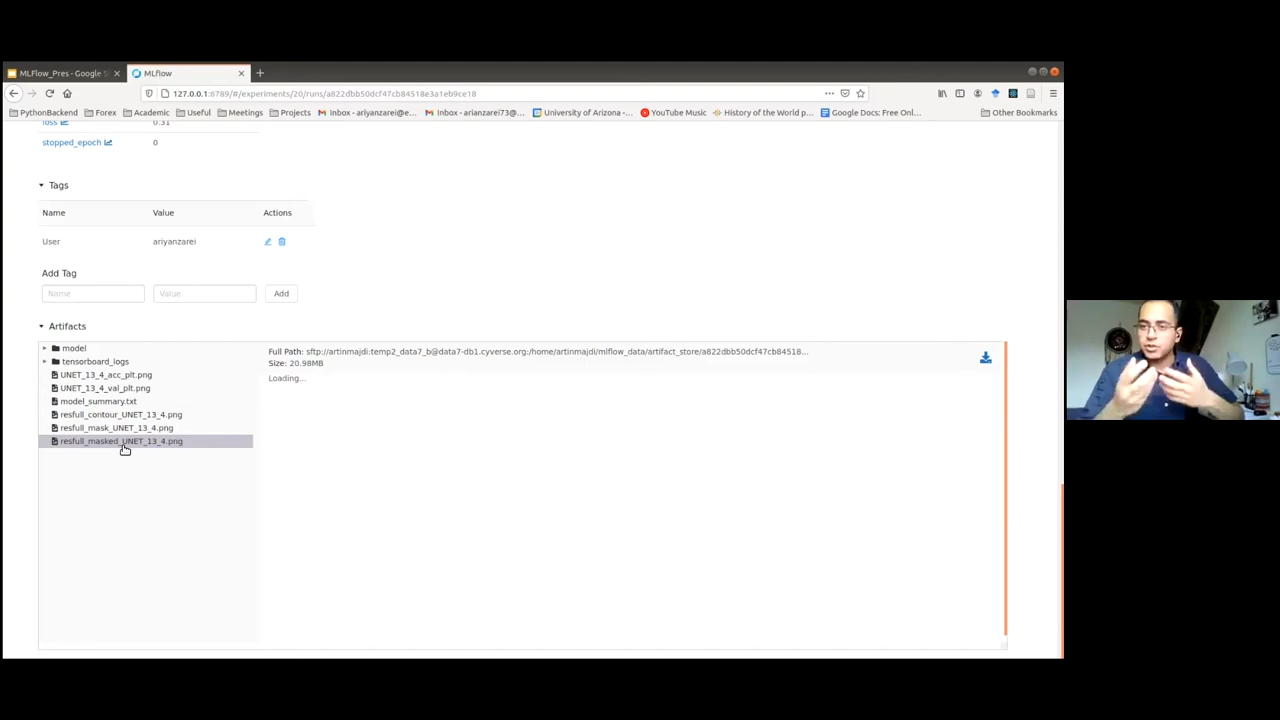 MLFlow_Pres - Google S
MLflow
127.0.0.1:6789/#/experiments/20/runs/a822dbb50dcf47cb84518e3a1eb9ce18
PythonBackend Forex Academic Useful Meetings Projects Inbox - ariyanzarei@e... Inbox - arianzarei73@g... University of Arizona -... YouTube Music History of the World p... Google Docs: Free Onl... Other Bookmarks
loss 0.31
stopped_epoch 0
Tags
Name Value Actions
User ariyanzarei
Add Tag
Name Value Add
Artifacts
model
tensorboard_logs
UNET_13_4_acc_plt.png
UNET_13_4_val_plt.png
model_summary.txt
resfull_contour_UNET_13_4.png
resfull_mask_UNET_13_4.png
resfull_masked_UNET_13_4.png
Full Path: sftp://artinmajdi:temp2_data7_b@data7-db1.cyverse.org:/home/artinmajdi/mlflow_data/artifact_store/a822dbb50dcf47cb84518...
Size: 20.98MB
Loading...